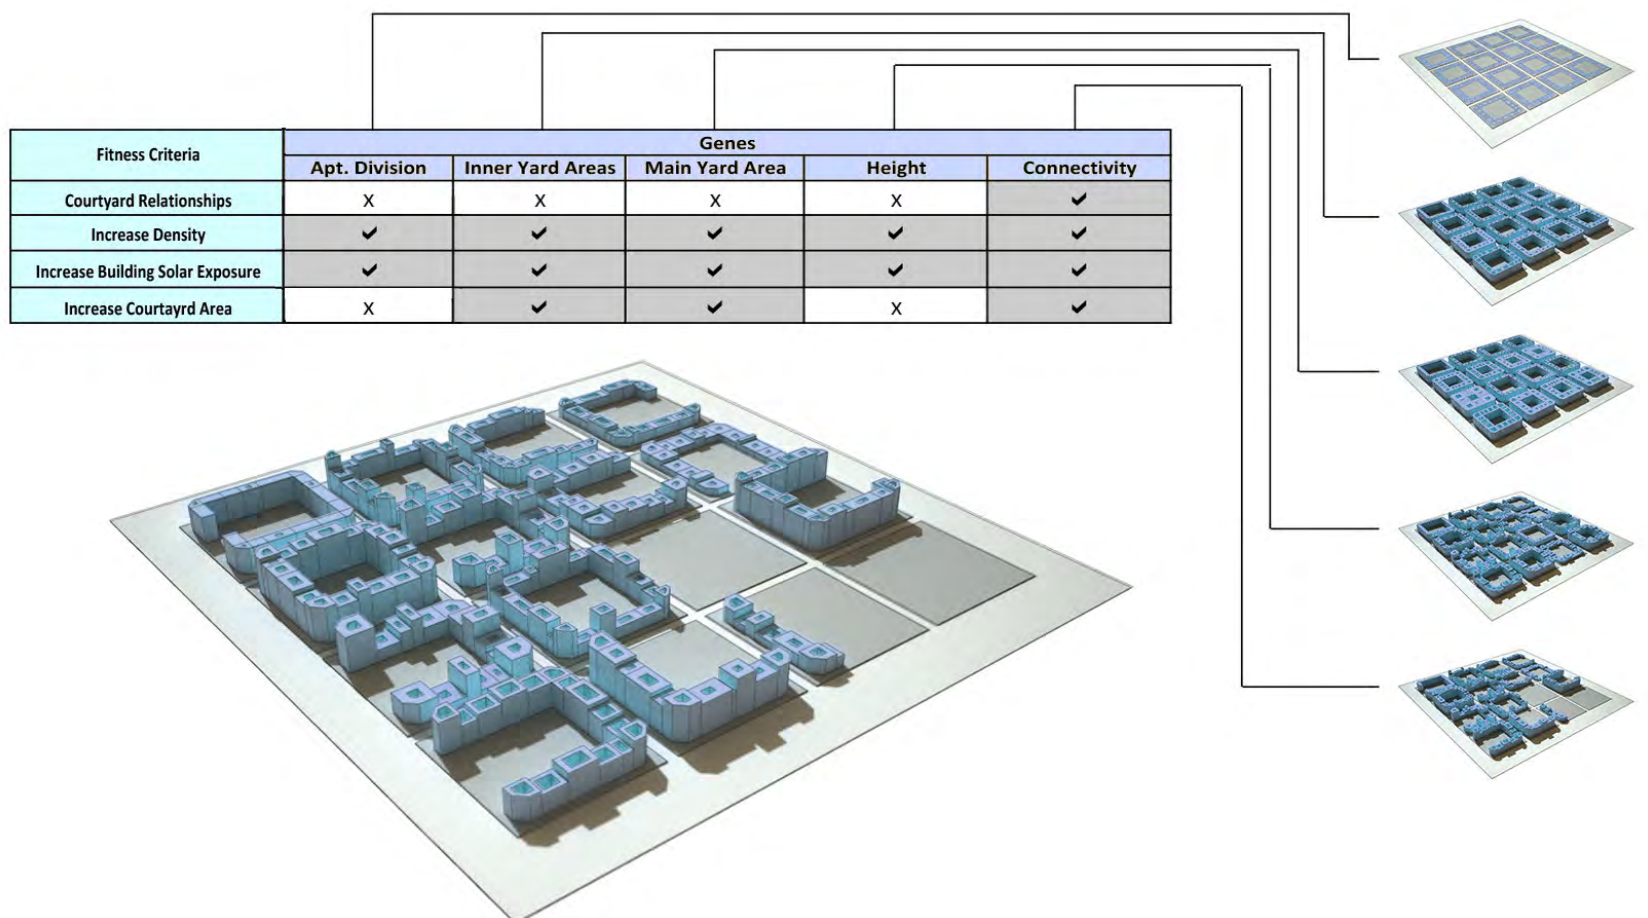 Fitness Criteria
Genes
Apt. Division Inner Yard Areas Main Yard Area Height Connectivity
Courtyard Relationships X X X X ✓
Increase Density ✓ ✓ ✓ ✓ ✓
Increase Building Solar Exposure ✓ ✓ ✓ ✓ ✓
Increase Courtayrd Area X ✓ ✓ X ✓